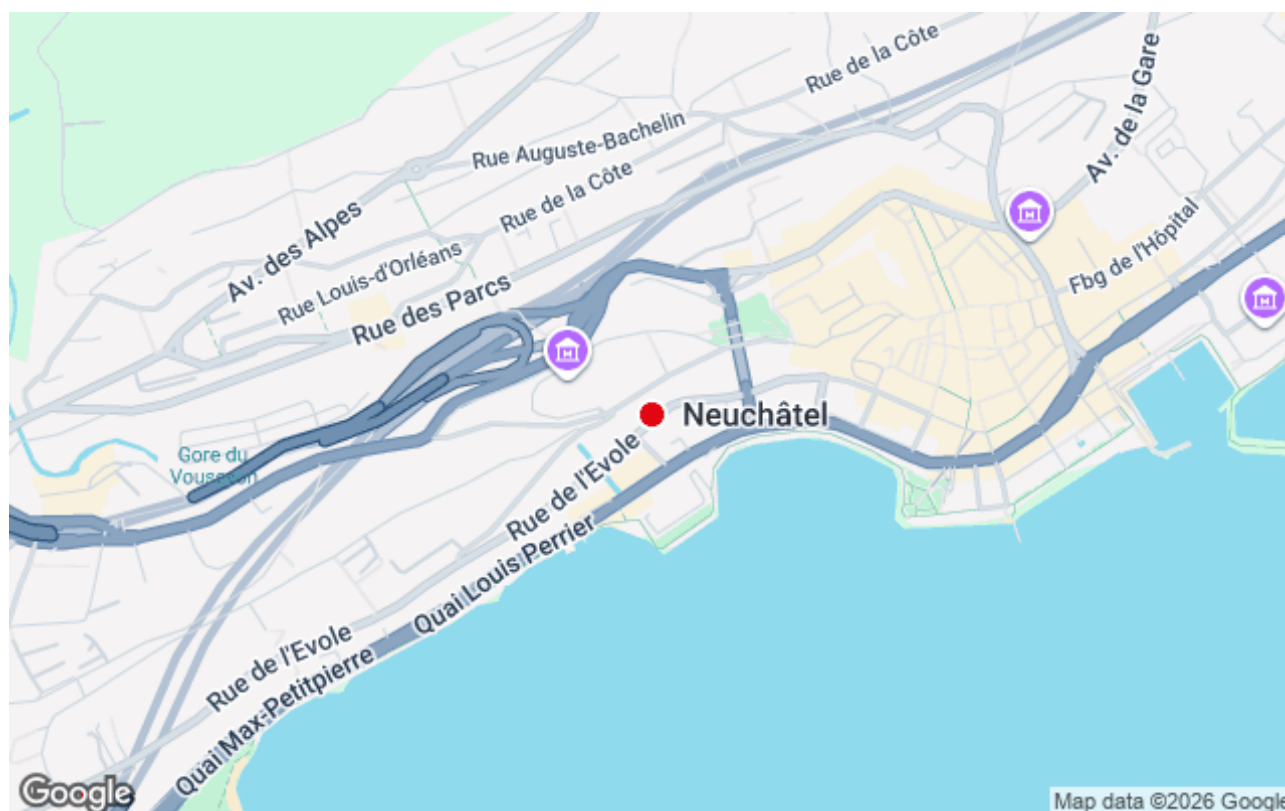 Rue de la Côte
Av. de la Gare
Rue Auguste-Bachelin
Rue de la Côte
Av. des Alpes
Rue Louis-d'Orléans
Fbg de l'Hôpital
Rue des Parcs
Neuchâtel
Gore du
Vousseyon
Rue de l'Evole
Quai Louis Perrier
Rue de l'Evole
Quai Max-Petitpierre
Google
Map data ©2026 Google